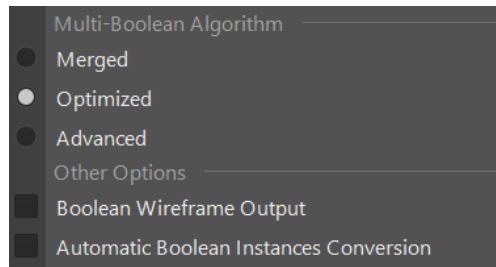 Multi-Boolean Algorithm
Merged
Optimized
Advanced
Other Options
Boolean Wireframe Output
Automatic Boolean Instances Conversion